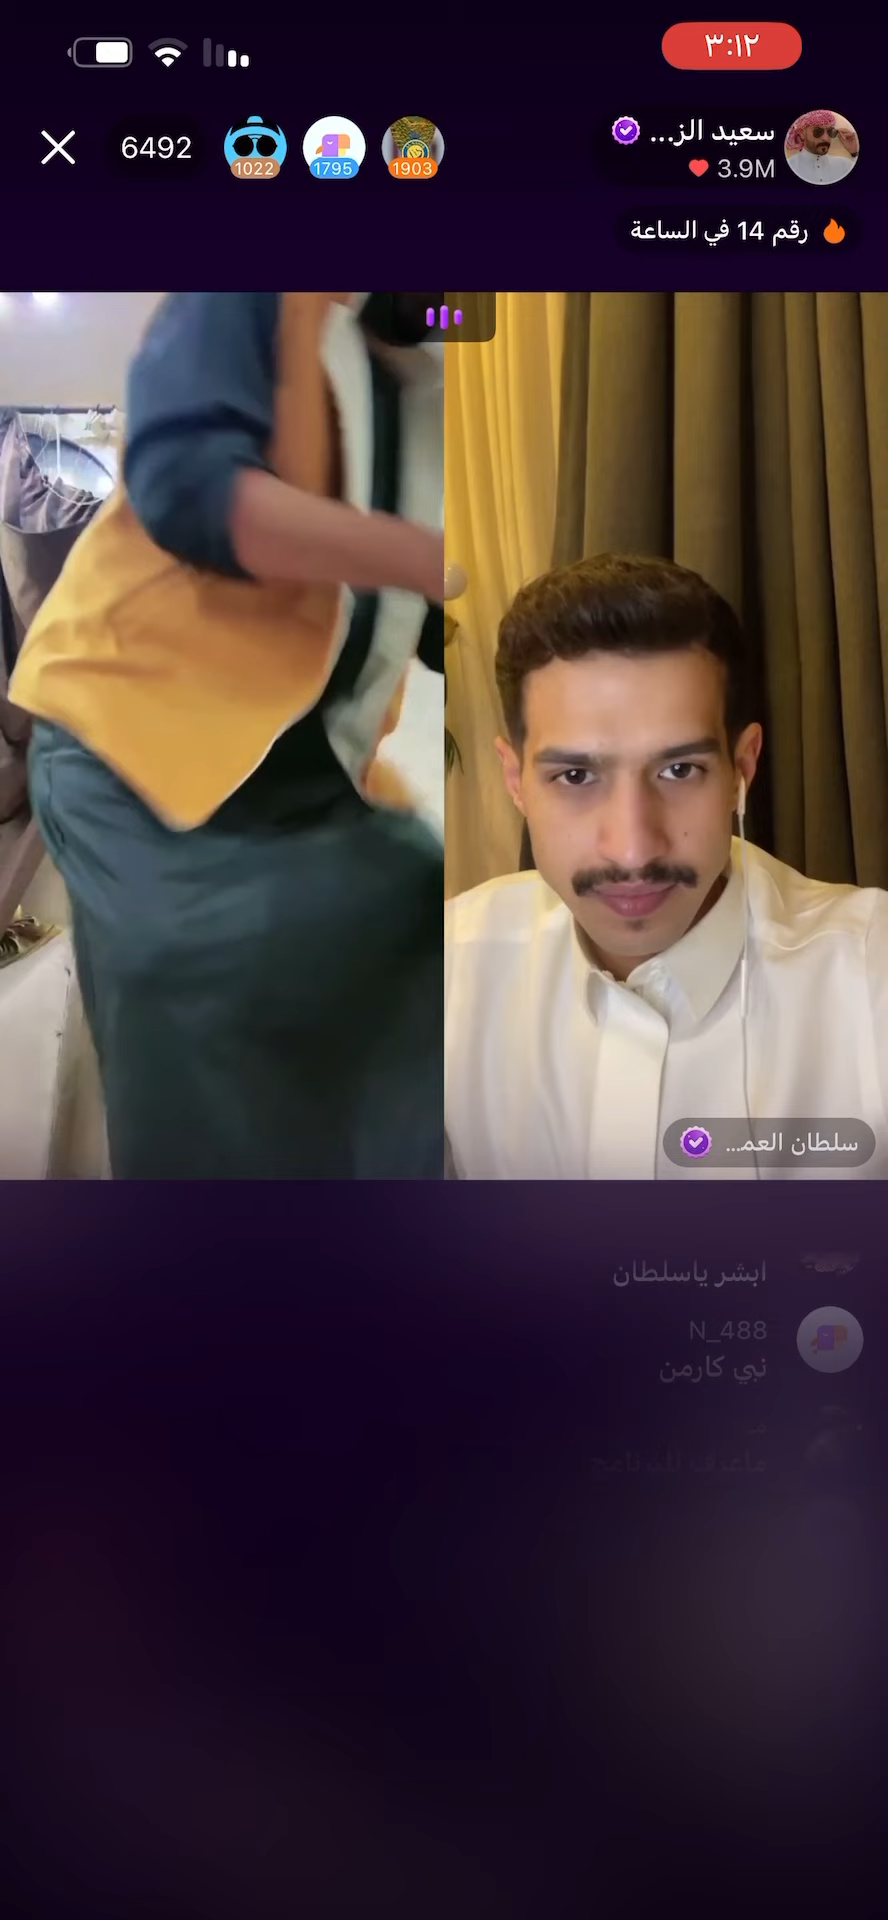 ٣:١٢
سعيد الز...
3.9M
1903
1795
1022
6492
رقم 14 في الساعة
سلطان العمـ...
ابشر ياسلطان
N_488
نبي كارمن